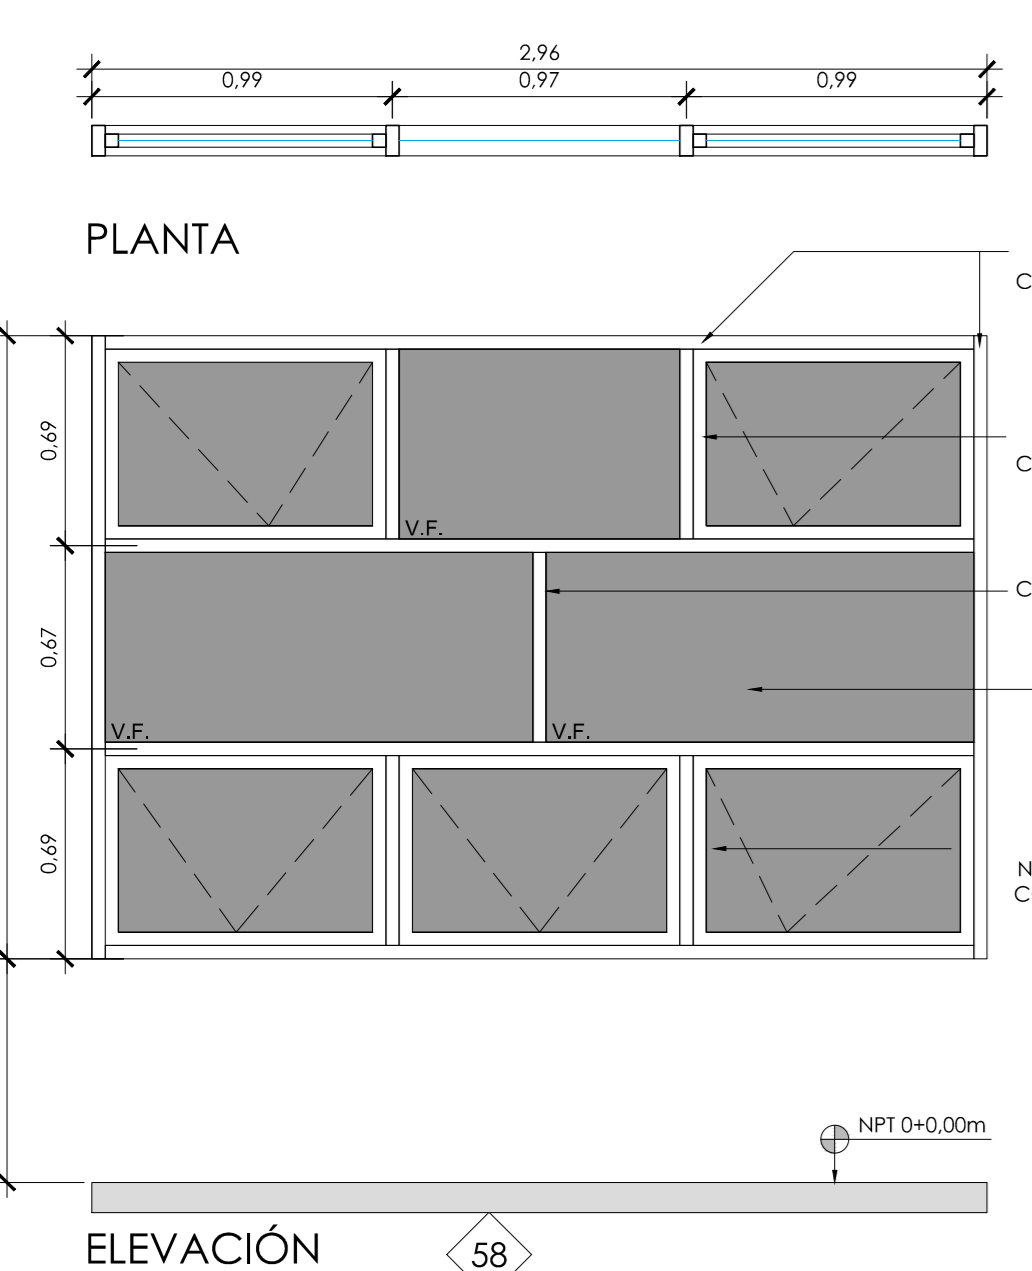 2,96
0,99
0,97
0,99
PLANTA
C
0,69
C
V.F.
C
0,67
V.F.
V.F.
0,69
N
C
NPT 0+0,00m
ELEVACIÓN
58